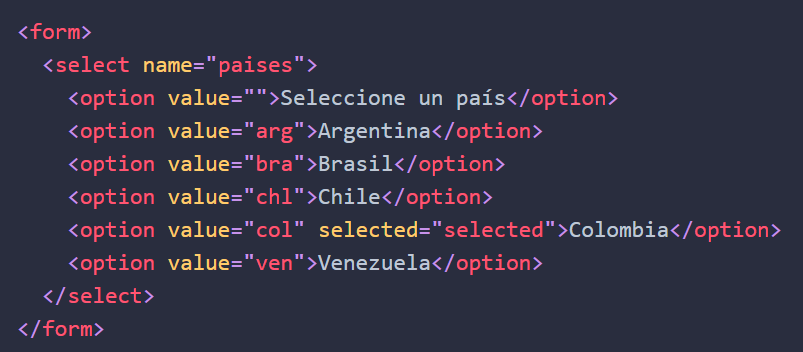 <form>
  <select name="paises">
    <option value="">Seleccione un país</option>
    <option value="arg">Argentina</option>
    <option value="bra">Brasil</option>
    <option value="chl">Chile</option>
    <option value="col" selected="selected">Colombia</option>
    <option value="ven">Venezuela</option>
  </select>
</form>